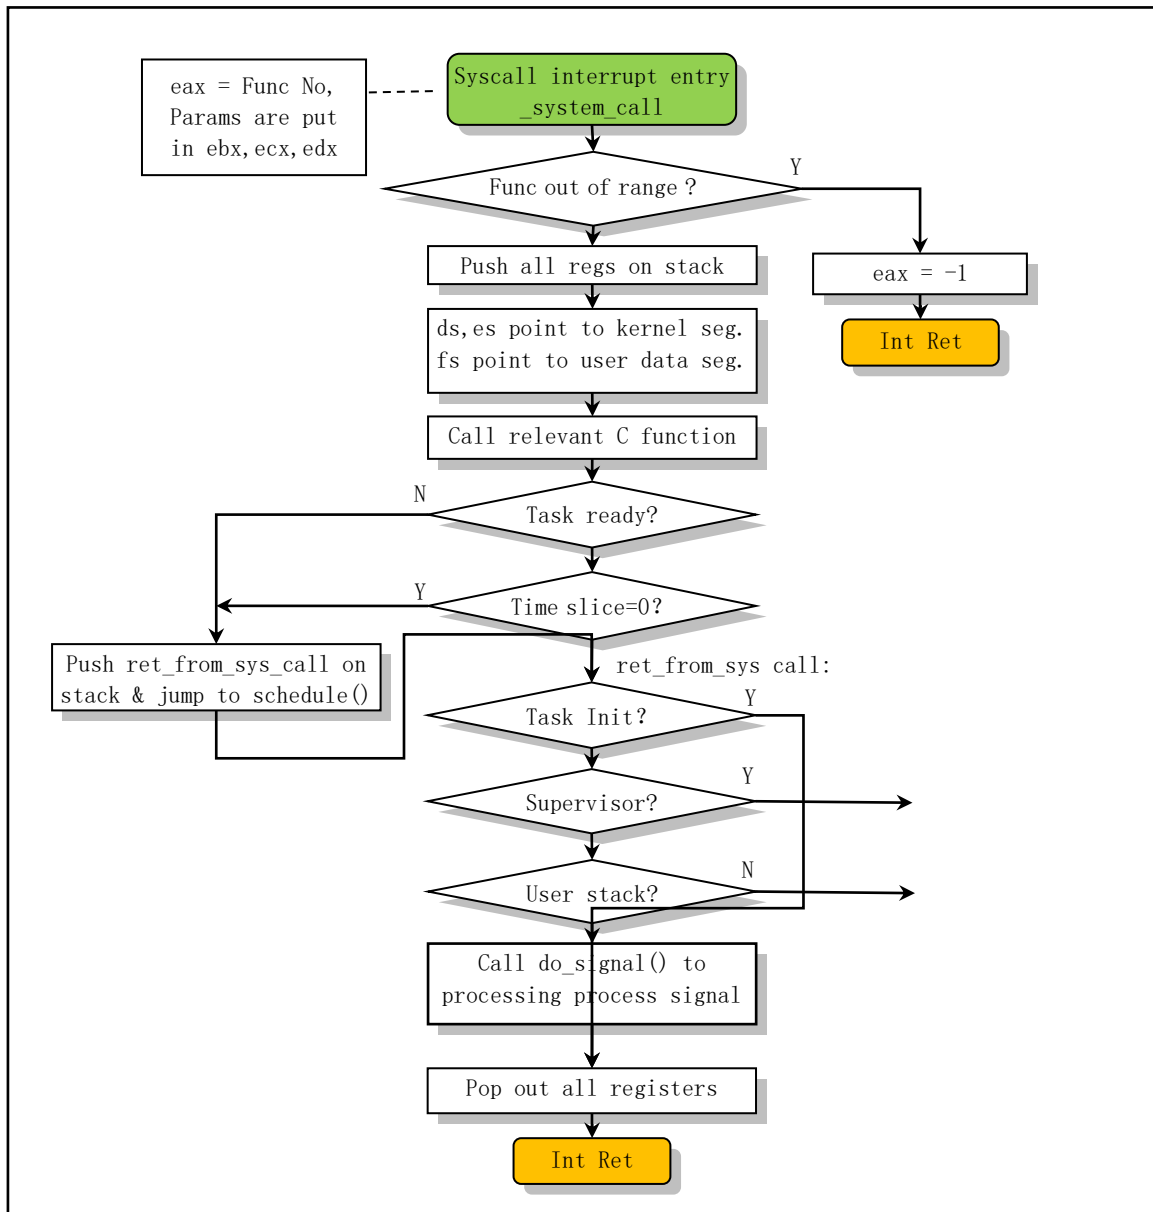 eax = Func No,
Params are put
in ebx,ecx,edx
Syscall interrupt entry
_system_call
Y
Func out of range?
Push all regs on stack
eax = -1
ds,es point to kernel seg.
fs point to user data seg.
Int Ret
Call relevant C function
N
Task ready?
Y
Time slice=0?
Push ret_from_sys_call on
stack & jump to schedule()
ret_from_sys call:
Y
Task Init?
Y
Supervisor?
N
User stack?
Call do_signal() to
processing process signal
Pop out all registers
Int Ret